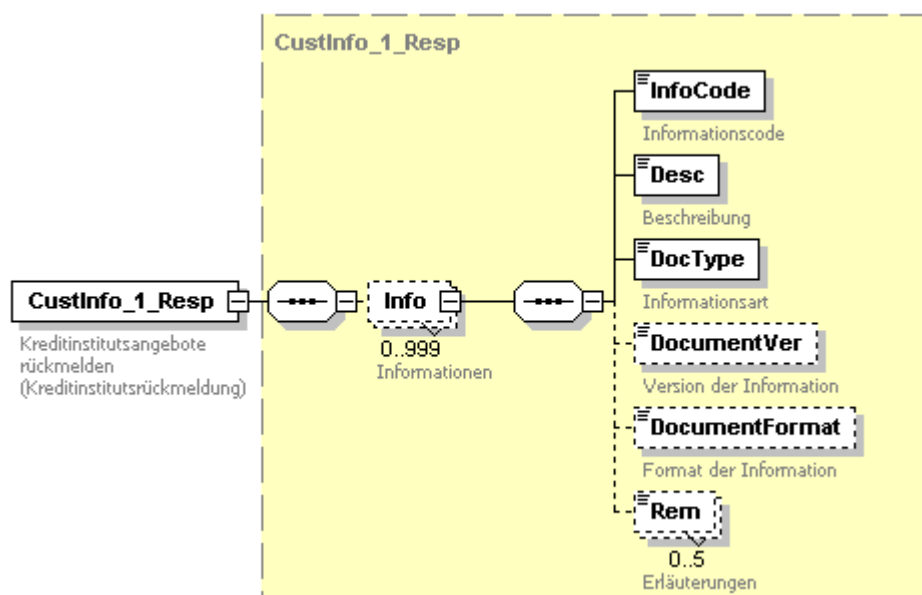 CustInfo_1_Resp
InfoCode
Informationscode
Desc
Beschreibung
DocType
Informationsart
CustInfo_1_Resp
Kreditinstitutsangebote
rückmelden
(Kreditinstitutsrückmeldung)
Info
0..999
Informationen
DocumentVer
Version der Information
DocumentFormat
Format der Information
Rem
0..5
Erläuterungen